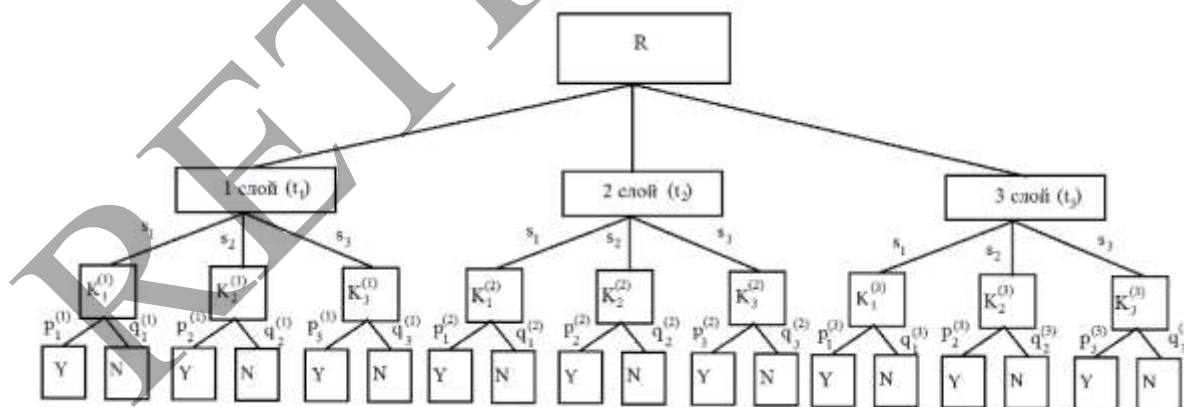 R
1 слой (t₁) 2 слой (t₂) 3 слой (t₃)
s₁ s₂ s₃ s₁ s₂ s₃ s₁ s₂ s₃
K₁⁽¹⁾ K₂⁽¹⁾ K₃⁽¹⁾ K₁⁽²⁾ K₂⁽²⁾ K₃⁽²⁾ K₁⁽³⁾ K₂⁽³⁾ K₃⁽³⁾
p₁⁽¹⁾ q₁⁽¹⁾ p₂⁽¹⁾ q₂⁽¹⁾ p₃⁽¹⁾ q₃⁽¹⁾ p₁⁽²⁾ q₁⁽²⁾ p₂⁽²⁾ q₂⁽²⁾ p₃⁽²⁾ q₃⁽²⁾ p₁⁽³⁾ q₁⁽³⁾ p₂⁽³⁾ q₂⁽³⁾ p₃⁽³⁾
Y N Y N Y N Y N Y N Y N Y N Y N Y N